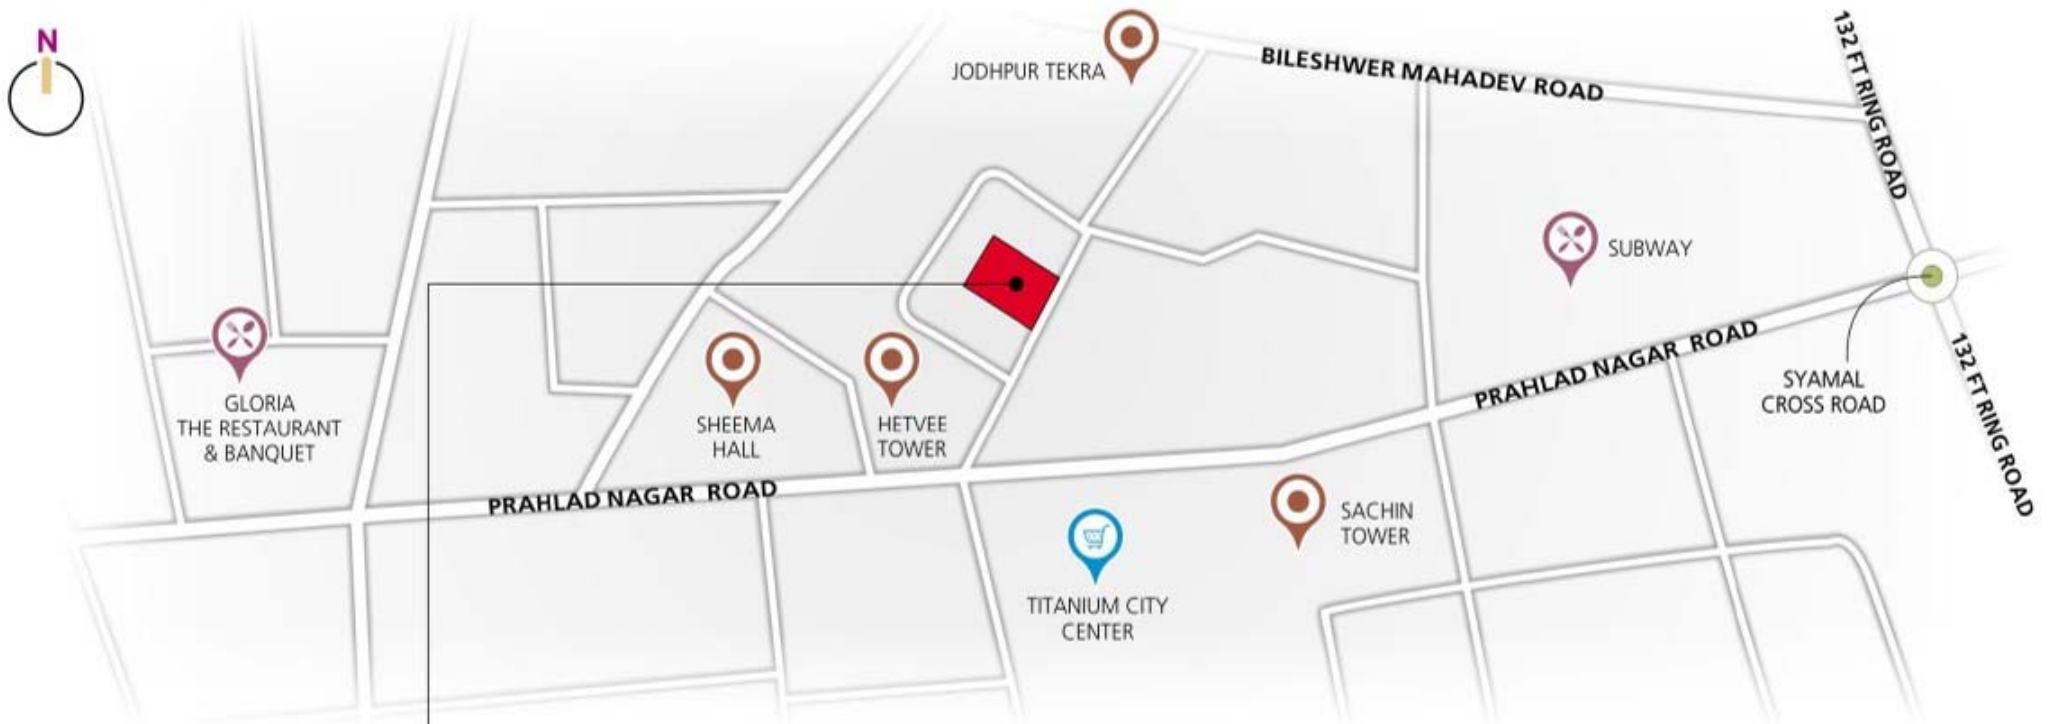 N
JODHPUR TEKRA
BILESHWER MAHADEV ROAD
132 FT RING ROAD
SUBWAY
GLORIA
THE RESTAURANT
& BANQUET
SHEEMA
HALL
HETVEE
TOWER
PRAHLAD NAGAR ROAD
SYAMAL
CROSS ROAD
132 FT RING ROAD
PRAHLAD NAGAR ROAD
SACHIN
TOWER
TITANIUM CITY
CENTER